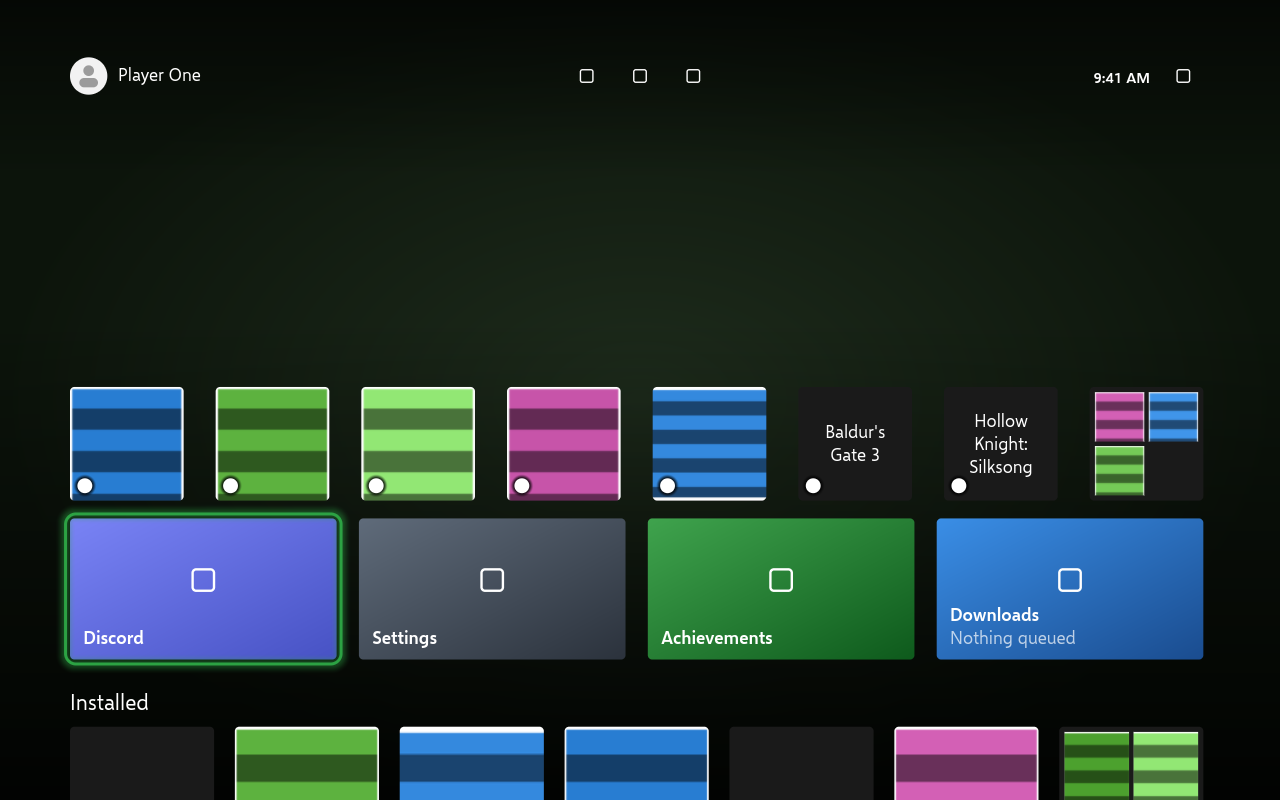 Player One
9:41 AM
Baldur's
Gate 3
Hollow
Knight:
Silksong
Discord
Settings
Achievements
Downloads
Nothing queued
Installed